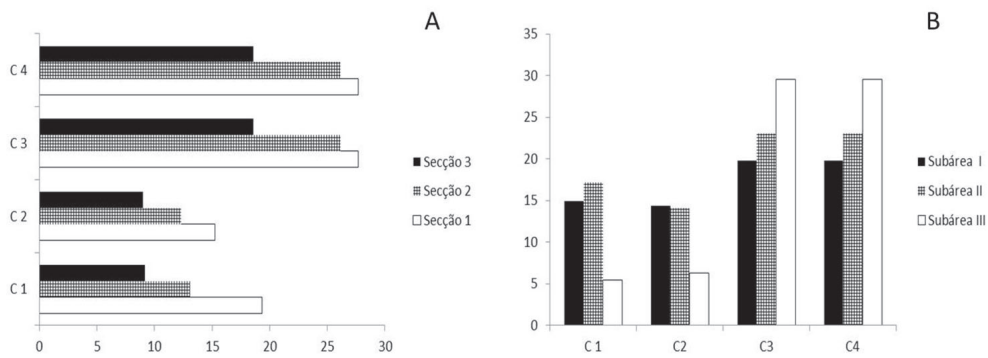 A
C 4
C 3
C 2
C 1
0 5 10 15 20 25 30
Secção 3
Secção 2
Secção 1
B
35
30
25
20
15
10
5
0
C 1 C2 C3 C4
Subárea I
Subárea II
Subárea III